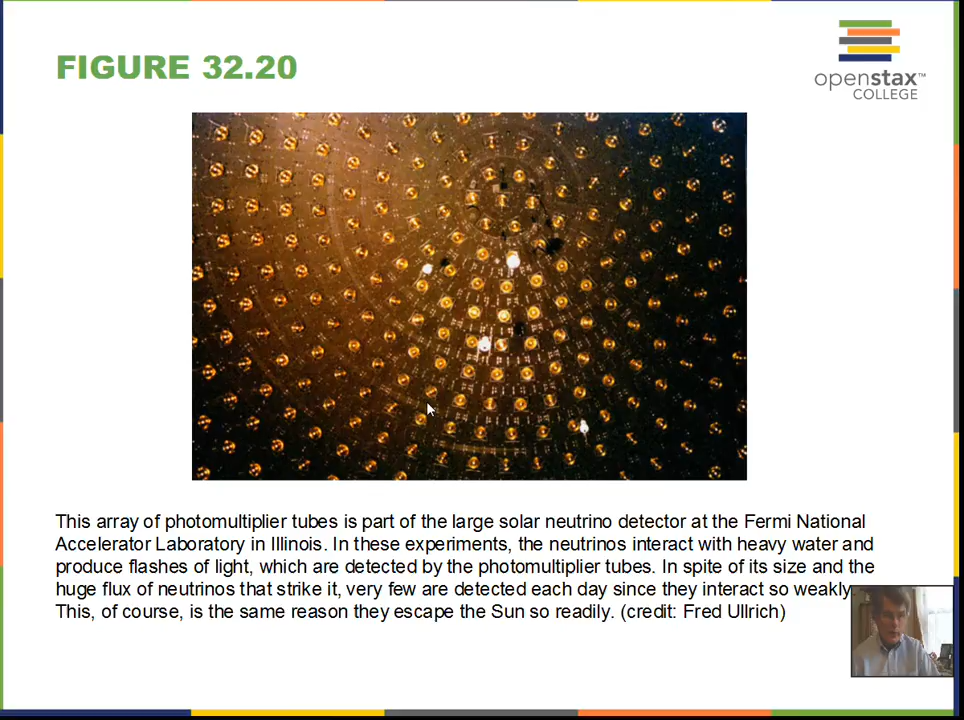 FIGURE 32.20
openstax™
COLLEGE
This array of photomultiplier tubes is part of the large solar neutrino detector at the Fermi National
Accelerator Laboratory in Illinois. In these experiments, the neutrinos interact with heavy water and
produce flashes of light, which are detected by the photomultiplier tubes. In spite of its size and the
huge flux of neutrinos that strike it, very few are detected each day since they interact so weakly.
This, of course, is the same reason they escape the Sun so readily. (credit: Fred Ullrich)